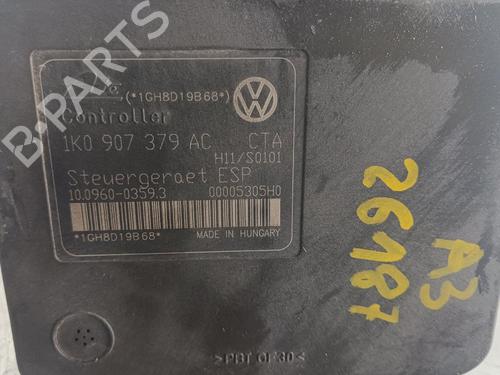 (*1GH8D19B68*)
Controller
1K0 907 379 AC CTA
H11/S0101
Steuergeraet ESP
10.0960-0359.3 00005305H0
*1GH8D19B68*
MADE IN HUNGARY
A3
26187
>PBT GF30<
B-PARTS